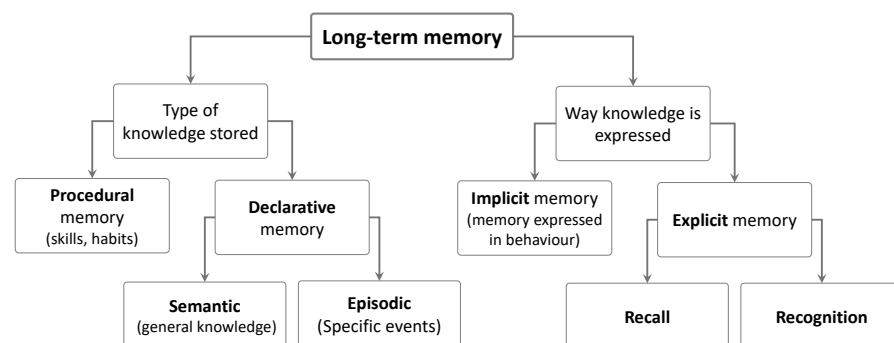 Long-term memory
Type of
knowledge stored
Way knowledge is
expressed
Procedural
memory
(skills, habits)
Declarative
memory
Implicit memory
(memory expressed
in behaviour)
Explicit memory
Semantic
(general knowledge)
Episodic
(Specific events)
Recall
Recognition